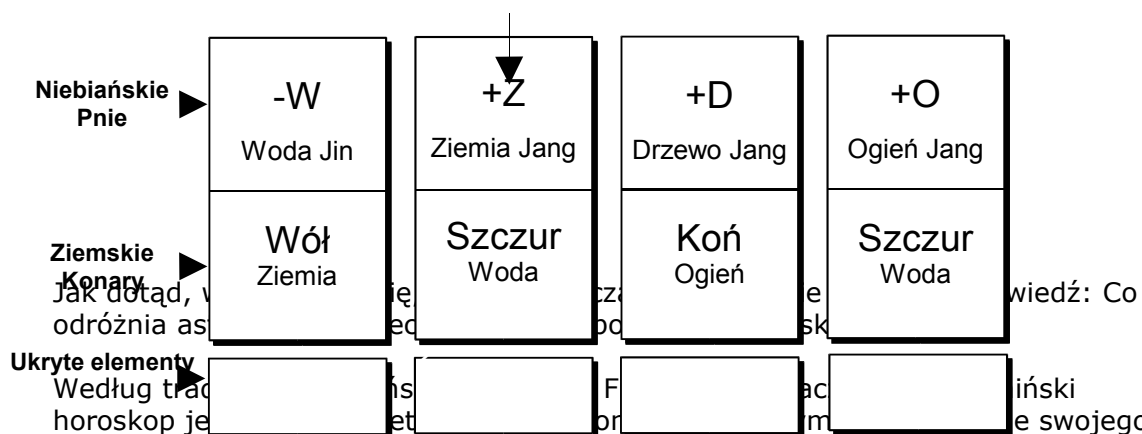 Niebiańskie
Pnie
-W
Woda Jin
+Z
Ziemia Jang
+D
Drzewo Jang
+O
Ogień Jang
Ziemskie
Konary
Wół
Ziemia
Szczur
Woda
Koń
Ogień
Szczur
Woda
Jak dotąd, wiedź: Co
odróżnia
Ukryte elementy
Według iński
horoskop swojego